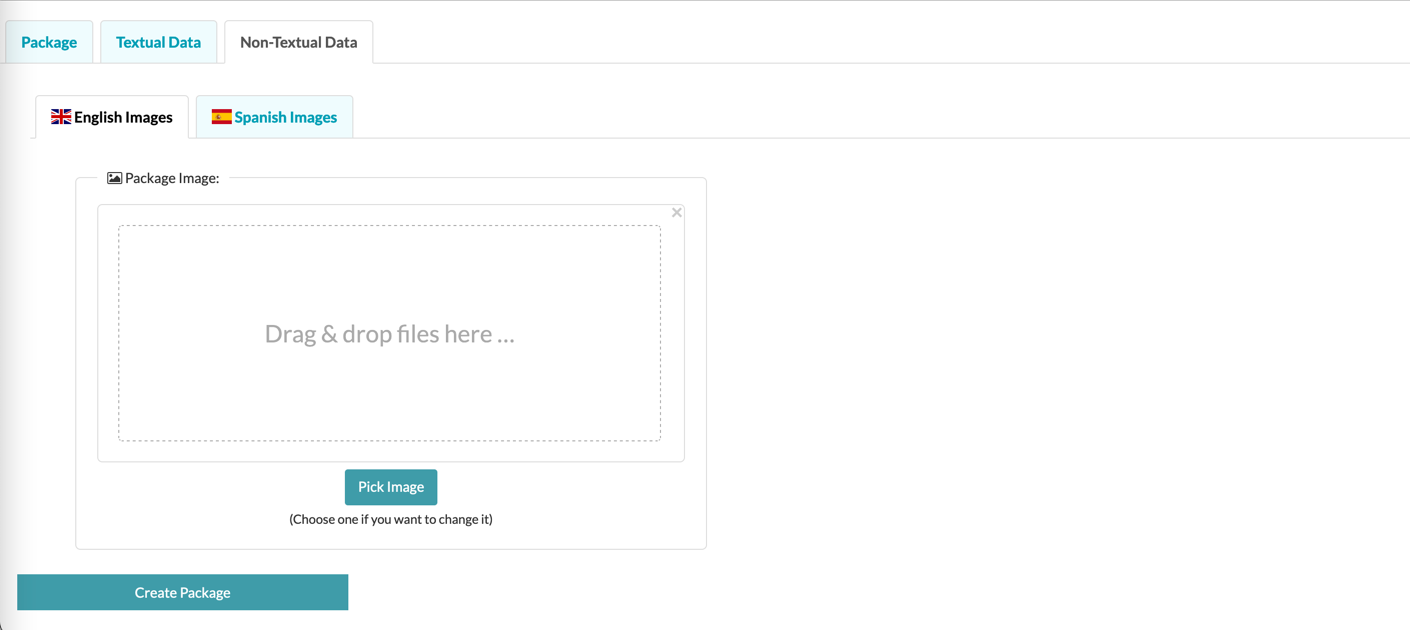 Package Textual Data Non-Textual Data
English Images Spanish Images
Package Image:
Drag & drop files here ...
Pick Image
(Choose one if you want to change it)
Create Package